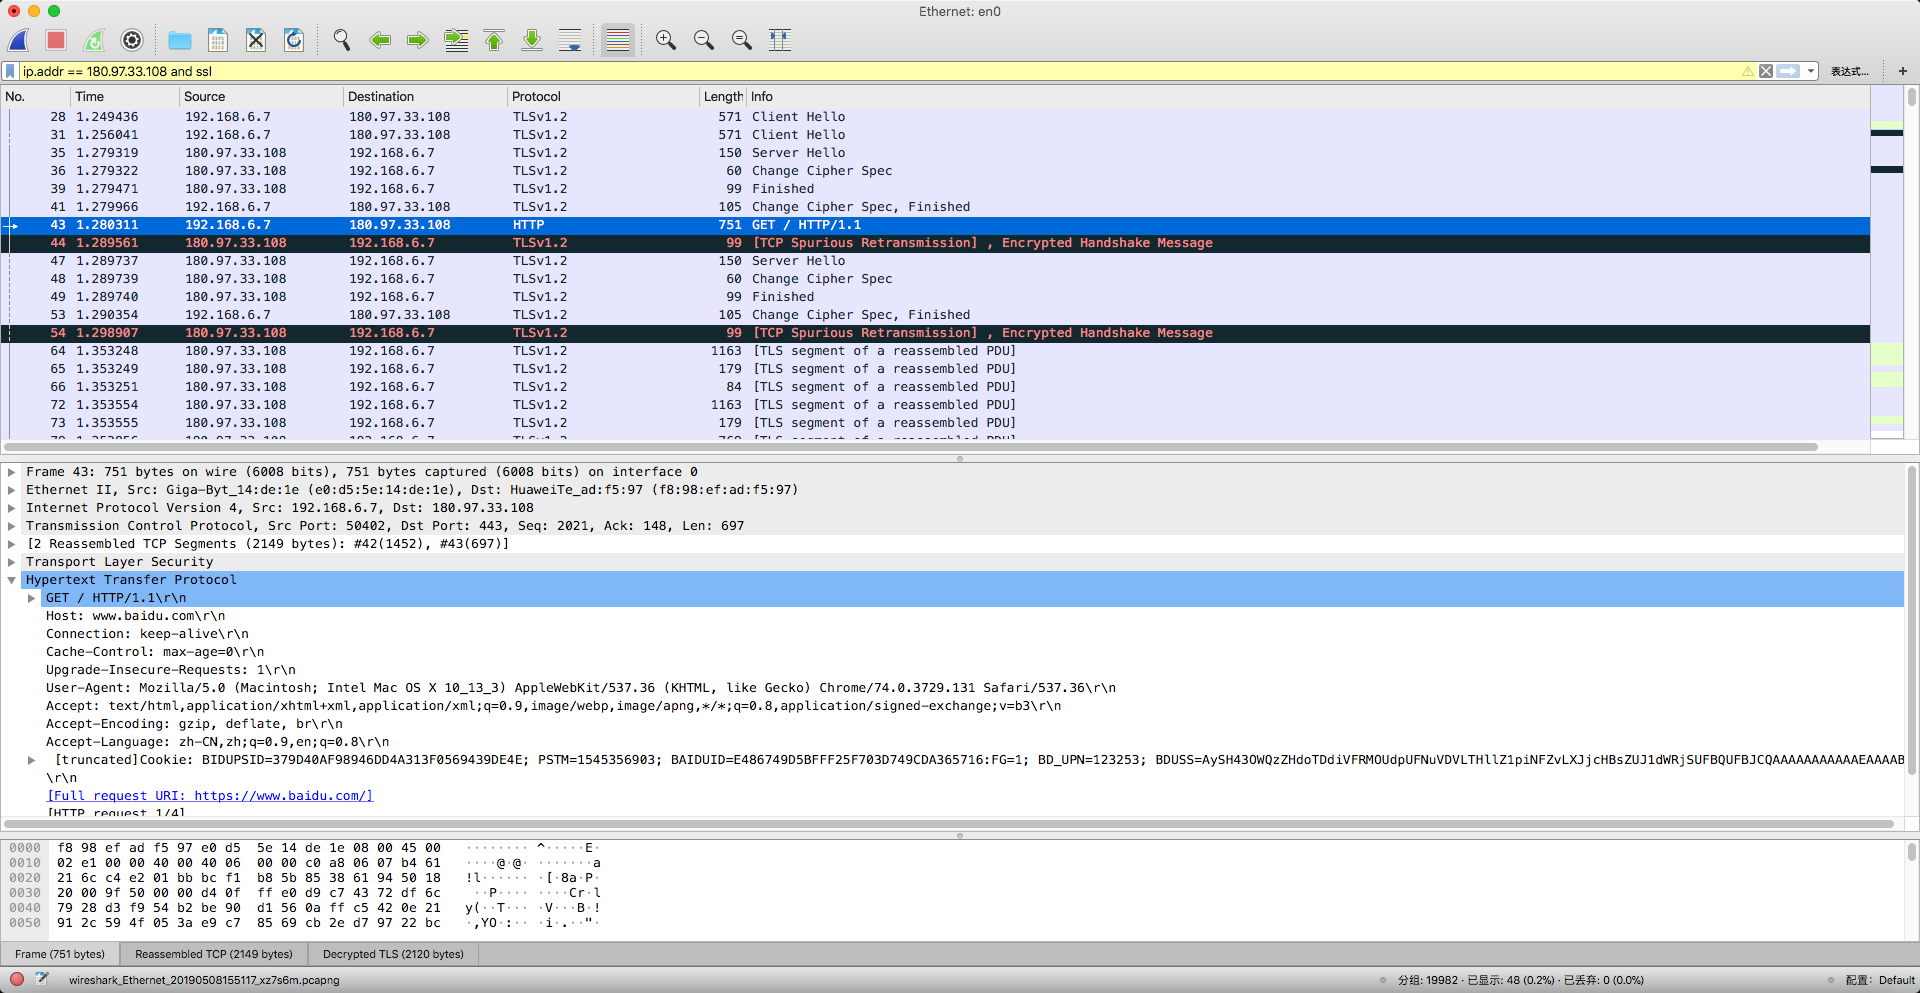 Ethernet: en0
ip.addr == 180.97.33.108 and ssl
表达式…
+
No. Time Source Destination Protocol Length Info
28 1.249436 192.168.6.7 180.97.33.108 TLSv1.2 571 Client Hello
31 1.256041 192.168.6.7 180.97.33.108 TLSv1.2 571 Client Hello
35 1.279319 180.97.33.108 192.168.6.7 TLSv1.2 150 Server Hello
36 1.279322 180.97.33.108 192.168.6.7 TLSv1.2 60 Change Cipher Spec
39 1.279471 180.97.33.108 192.168.6.7 TLSv1.2 99 Finished
41 1.279966 192.168.6.7 180.97.33.108 TLSv1.2 105 Change Cipher Spec, Finished
43 1.280311 192.168.6.7 180.97.33.108 HTTP 751 GET / HTTP/1.1
44 1.289561 180.97.33.108 192.168.6.7 TLSv1.2 99 [TCP Spurious Retransmission] , Encrypted Handshake Message
47 1.289737 180.97.33.108 192.168.6.7 TLSv1.2 150 Server Hello
48 1.289739 180.97.33.108 192.168.6.7 TLSv1.2 60 Change Cipher Spec
49 1.289740 180.97.33.108 192.168.6.7 TLSv1.2 99 Finished
53 1.290354 192.168.6.7 180.97.33.108 TLSv1.2 105 Change Cipher Spec, Finished
54 1.298907 180.97.33.108 192.168.6.7 TLSv1.2 99 [TCP Spurious Retransmission] , Encrypted Handshake Message
64 1.353248 180.97.33.108 192.168.6.7 TLSv1.2 1163 [TLS segment of a reassembled PDU]
65 1.353249 180.97.33.108 192.168.6.7 TLSv1.2 179 [TLS segment of a reassembled PDU]
66 1.353251 180.97.33.108 192.168.6.7 TLSv1.2 84 [TLS segment of a reassembled PDU]
72 1.353554 180.97.33.108 192.168.6.7 TLSv1.2 1163 [TLS segment of a reassembled PDU]
73 1.353555 180.97.33.108 192.168.6.7 TLSv1.2 179 [TLS segment of a reassembled PDU]
Frame 43: 751 bytes on wire (6008 bits), 751 bytes captured (6008 bits) on interface 0
Ethernet II, Src: Giga-Byt_14:de:1e (e0:d5:5e:14:de:1e), Dst: HuaweiTe_ad:f5:97 (f8:98:ef:ad:f5:97)
Internet Protocol Version 4, Src: 192.168.6.7, Dst: 180.97.33.108
Transmission Control Protocol, Src Port: 50402, Dst Port: 443, Seq: 2021, Ack: 148, Len: 697
[2 Reassembled TCP Segments (2149 bytes): #42(1452), #43(697)]
Transport Layer Security
Hypertext Transfer Protocol
GET / HTTP/1.1\r\n
Host: www.baidu.com\r\n
Connection: keep-alive\r\n
Cache-Control: max-age=0\r\n
Upgrade-Insecure-Requests: 1\r\n
User-Agent: Mozilla/5.0 (Macintosh; Intel Mac OS X 10_13_3) AppleWebKit/537.36 (KHTML, like Gecko) Chrome/74.0.3729.131 Safari/537.36\r\n
Accept: text/html,application/xhtml+xml,application/xml;q=0.9,image/webp,image/apng,*/*;q=0.8,application/signed-exchange;v=b3\r\n
Accept-Encoding: gzip, deflate, br\r\n
Accept-Language: zh-CN,zh;q=0.9,en;q=0.8\r\n
[truncated]Cookie: BIDUPSID=379D40AF98946DD4A313F0569439DE4E; PSTM=1545356903; BAIDUID=E486749D5BFFF25F703D749CDA365716:FG=1; BD_UPN=123253; BDUSS=AySH43OWQzZHdoTDdiVFRMOUdpUFNuVDVLTHllZ1piNFZvLXJjcHBsZUJ1dWRjSUFBQUFBJCQAAAAAAAAAAAEAAAAB
\r\n
[Full request URI: https://www.baidu.com/]
[HTTP request 1/4]
0000 f8 98 ef ad f5 97 e0 d5 5e 14 de 1e 08 00 45 00 ········ ^·····E·
0010 02 e1 00 00 40 00 40 06 00 00 c0 a8 06 07 b4 61 ····@·@· ·······a
0020 21 6c c4 e2 01 bb bc f1 b8 5b 85 38 61 94 50 18 !l······ ·[·8a·P·
0030 20 00 9f 50 00 00 d4 0f ff e0 d9 c7 43 72 df 6c ··P···· ····Cr·l
0040 79 28 d3 f9 54 b2 be 90 d1 56 0a ff c5 42 0e 21 y(··T··· ·V···B·!
0050 91 2c 59 4f 05 3a e9 c7 85 69 cb 2e d7 97 22 bc ·,YO·:·· ·i·.··"·
Frame (751 bytes) Reassembled TCP (2149 bytes) Decrypted TLS (2120 bytes)
wireshark_Ethernet_20190508155117_xz7s6m.pcapng 分组: 19982 · 已显示: 48 (0.2%) · 已丢弃: 0 (0.0%) 配置: Default